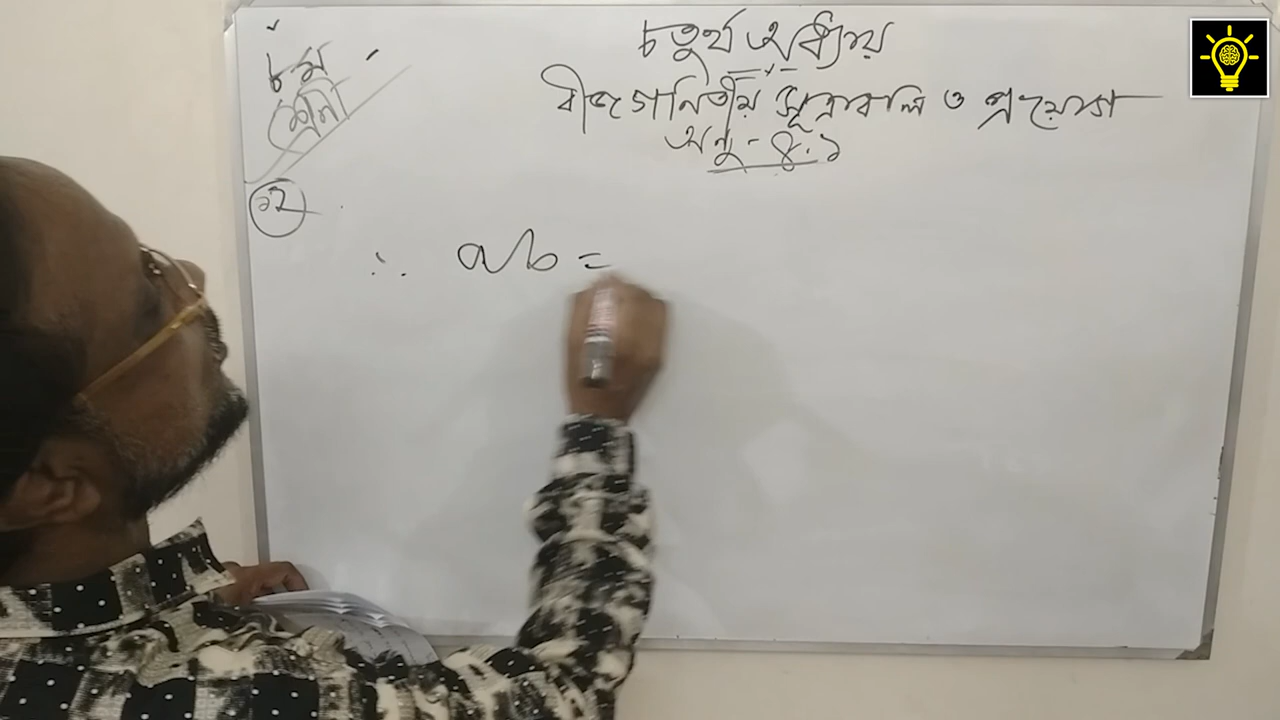 ৮ম
শ্রেনী
চতুর্থ অধ্যায়
বীজগানিতীয় সূত্রাবলি ও প্রয়োগ
অনু - ৪.১
১২
∴ ab =